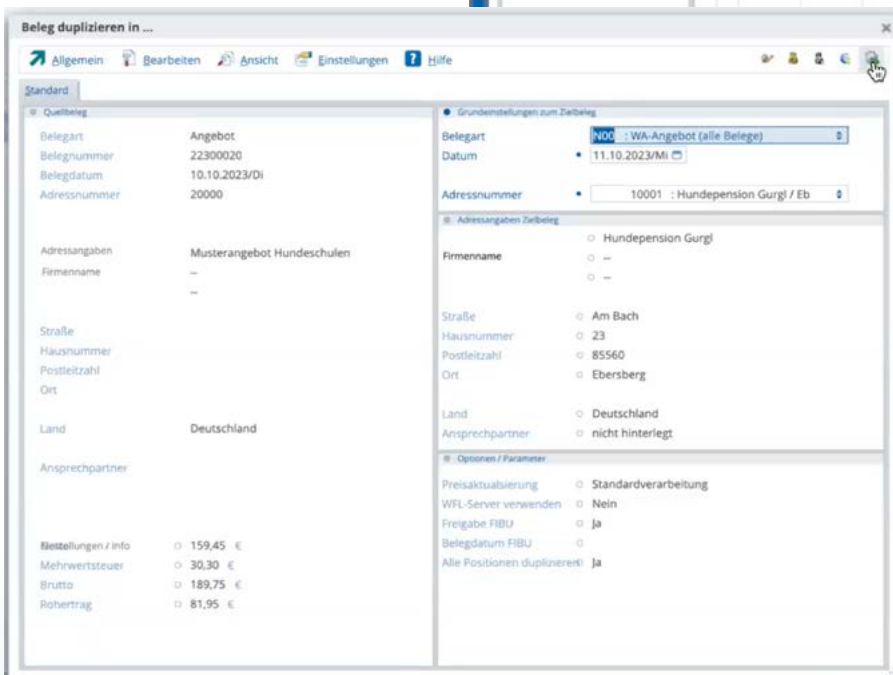 Beleg duplizieren in ...
Allgemein Bearbeiten Ansicht Einstellungen ? Hilfe
Standard
Quellbeleg
Belegart Angebot
Belegnummer 22300020
Belegdatum 10.10.2023/Di
Adressnummer 20000
Adressangaben Musterangebot Hundeschulen
Firmenname --
--
Straße
Hausnummer
Postleitzahl
Ort
Land Deutschland
Ansprechpartner
159,45 €
Mehrwertsteuer 30,30 €
Brutto 189,75 €
Rohertrag 81,95 €
Grundeinstellungen zum Zielbeleg
Belegart N00 : WA-Angebot (alle Belege)
Datum 11.10.2023/Mi
Adressnummer 10001 : Hundepension Gurgl / Eb
Adressangaben Zielbeleg
Hundepension Gurgl
Firmenname --
--
Straße Am Bach
Hausnummer 23
Postleitzahl 85560
Ort Ebersberg
Land Deutschland
Ansprechpartner nicht hinterlegt
Optionen / Parameter
Preisaktualsierung Standardverarbeitung
WFL-Server verwenden Nein
Freigabe FIBU Ja
Belegdatum FIBU
Alle Positionen duplizieren Ja